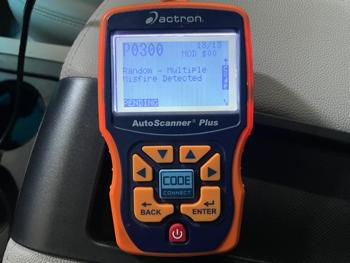 actron.
P0300 13/13
MOD $00
Random - Multiple
Misfire Detected
PENDING
AutoScanner® Plus
CODE
CONNECT
BACK
ENTER